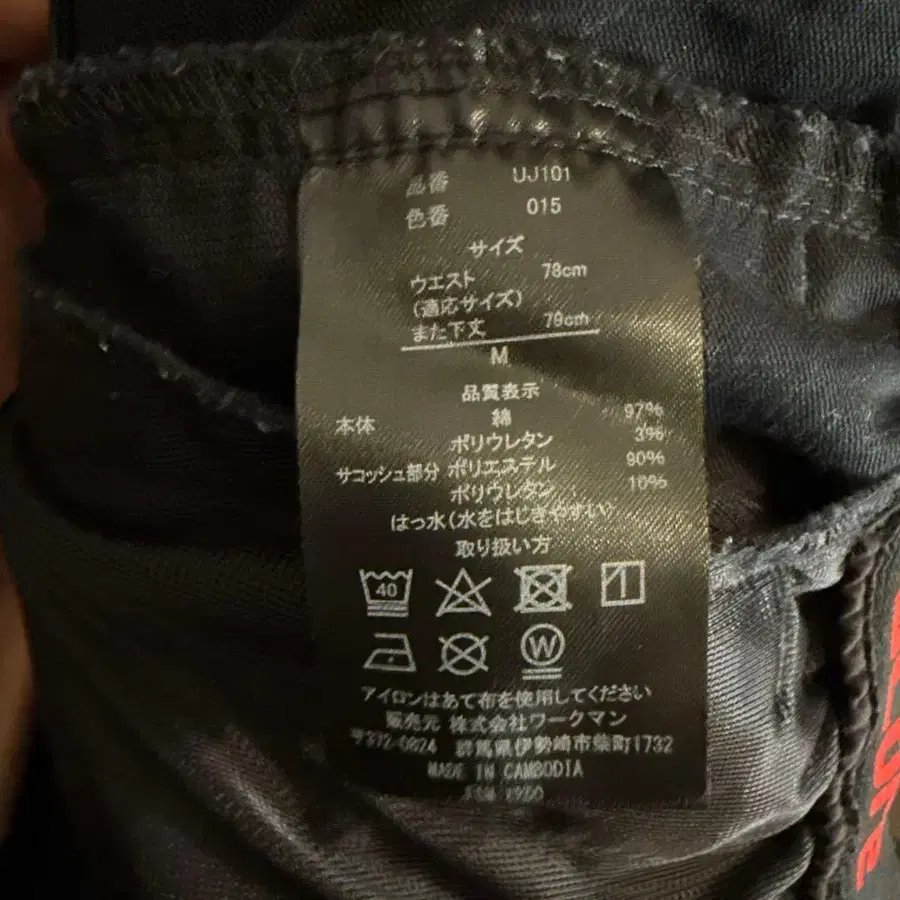 品番 UJ101
色番 015
サイズ
ウエスト 78cm
(適応サイズ)
また下丈 79cm
M
品質表示
本体 綿 97%
ポリウレタン 3%
サコッシュ部分 ポリエステル 90%
ポリウレタン 10%
はっ水(水をはじきやすい)
取り扱い方
40
W
アイロンはあて布を使用してください
販売元 株式会社ワークマン
〒372-0824 群馬県伊勢崎市柴町1732
MADE IN CAMBODIA